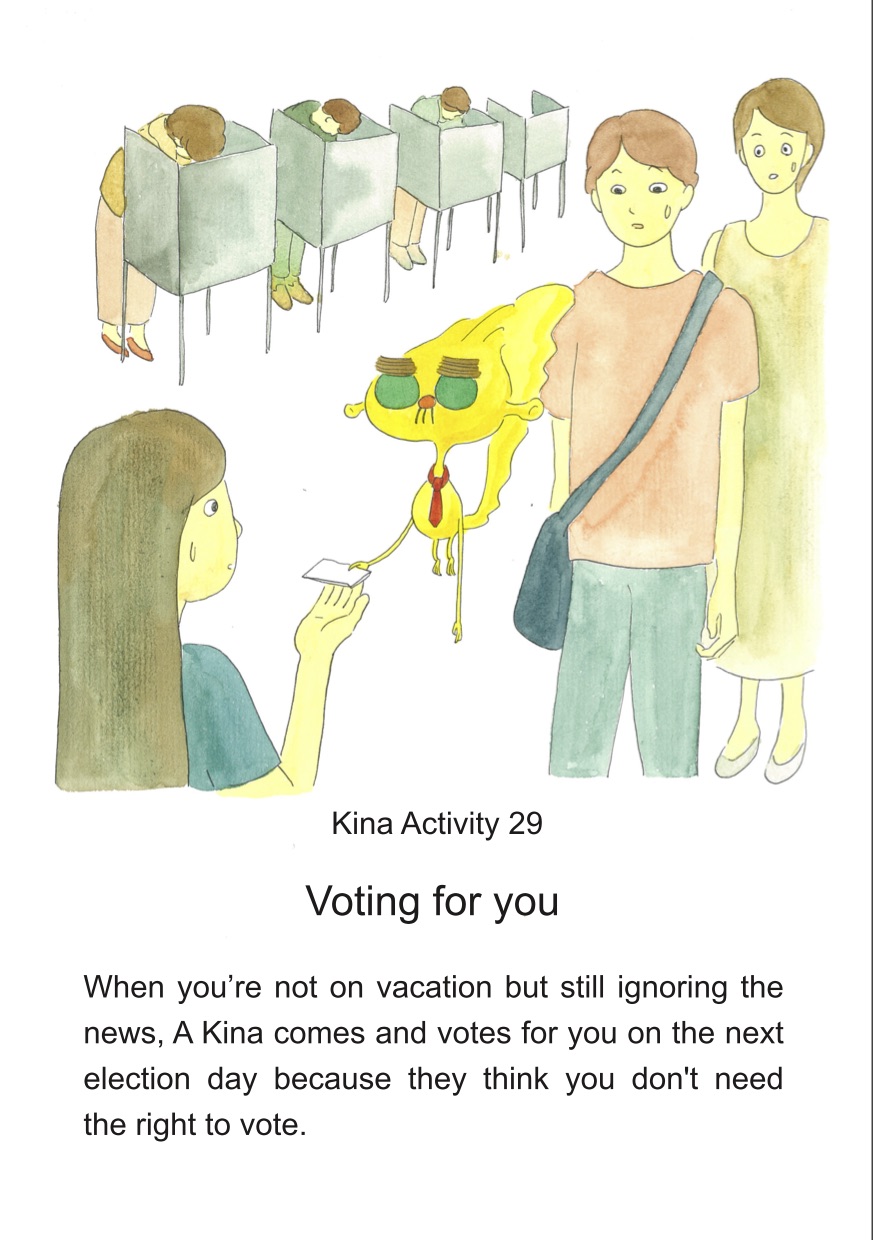 Kina Activity 29
Voting for you
When you’re not on vacation but still ignoring the
news, A Kina comes and votes for you on the next
election day because they think you don't need
the right to vote.